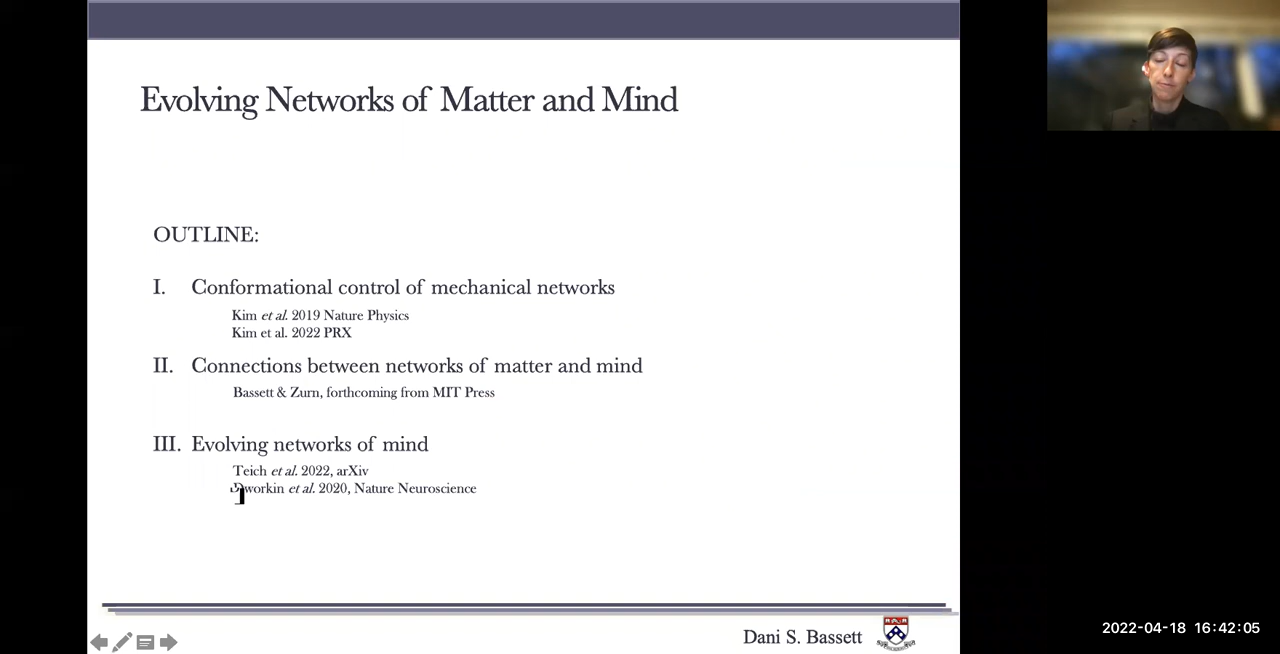 Evolving Networks of Matter and Mind
OUTLINE:
I. Conformational control of mechanical networks
Kim et al. 2019 Nature Physics
Kim et al. 2022 PRX
II. Connections between networks of matter and mind
Bassett & Zurn, forthcoming from MIT Press
III. Evolving networks of mind
Teich et al. 2022, arXiv
Dworkin et al. 2020, Nature Neuroscience
Dani S. Bassett
2022-04-18 16:42:05